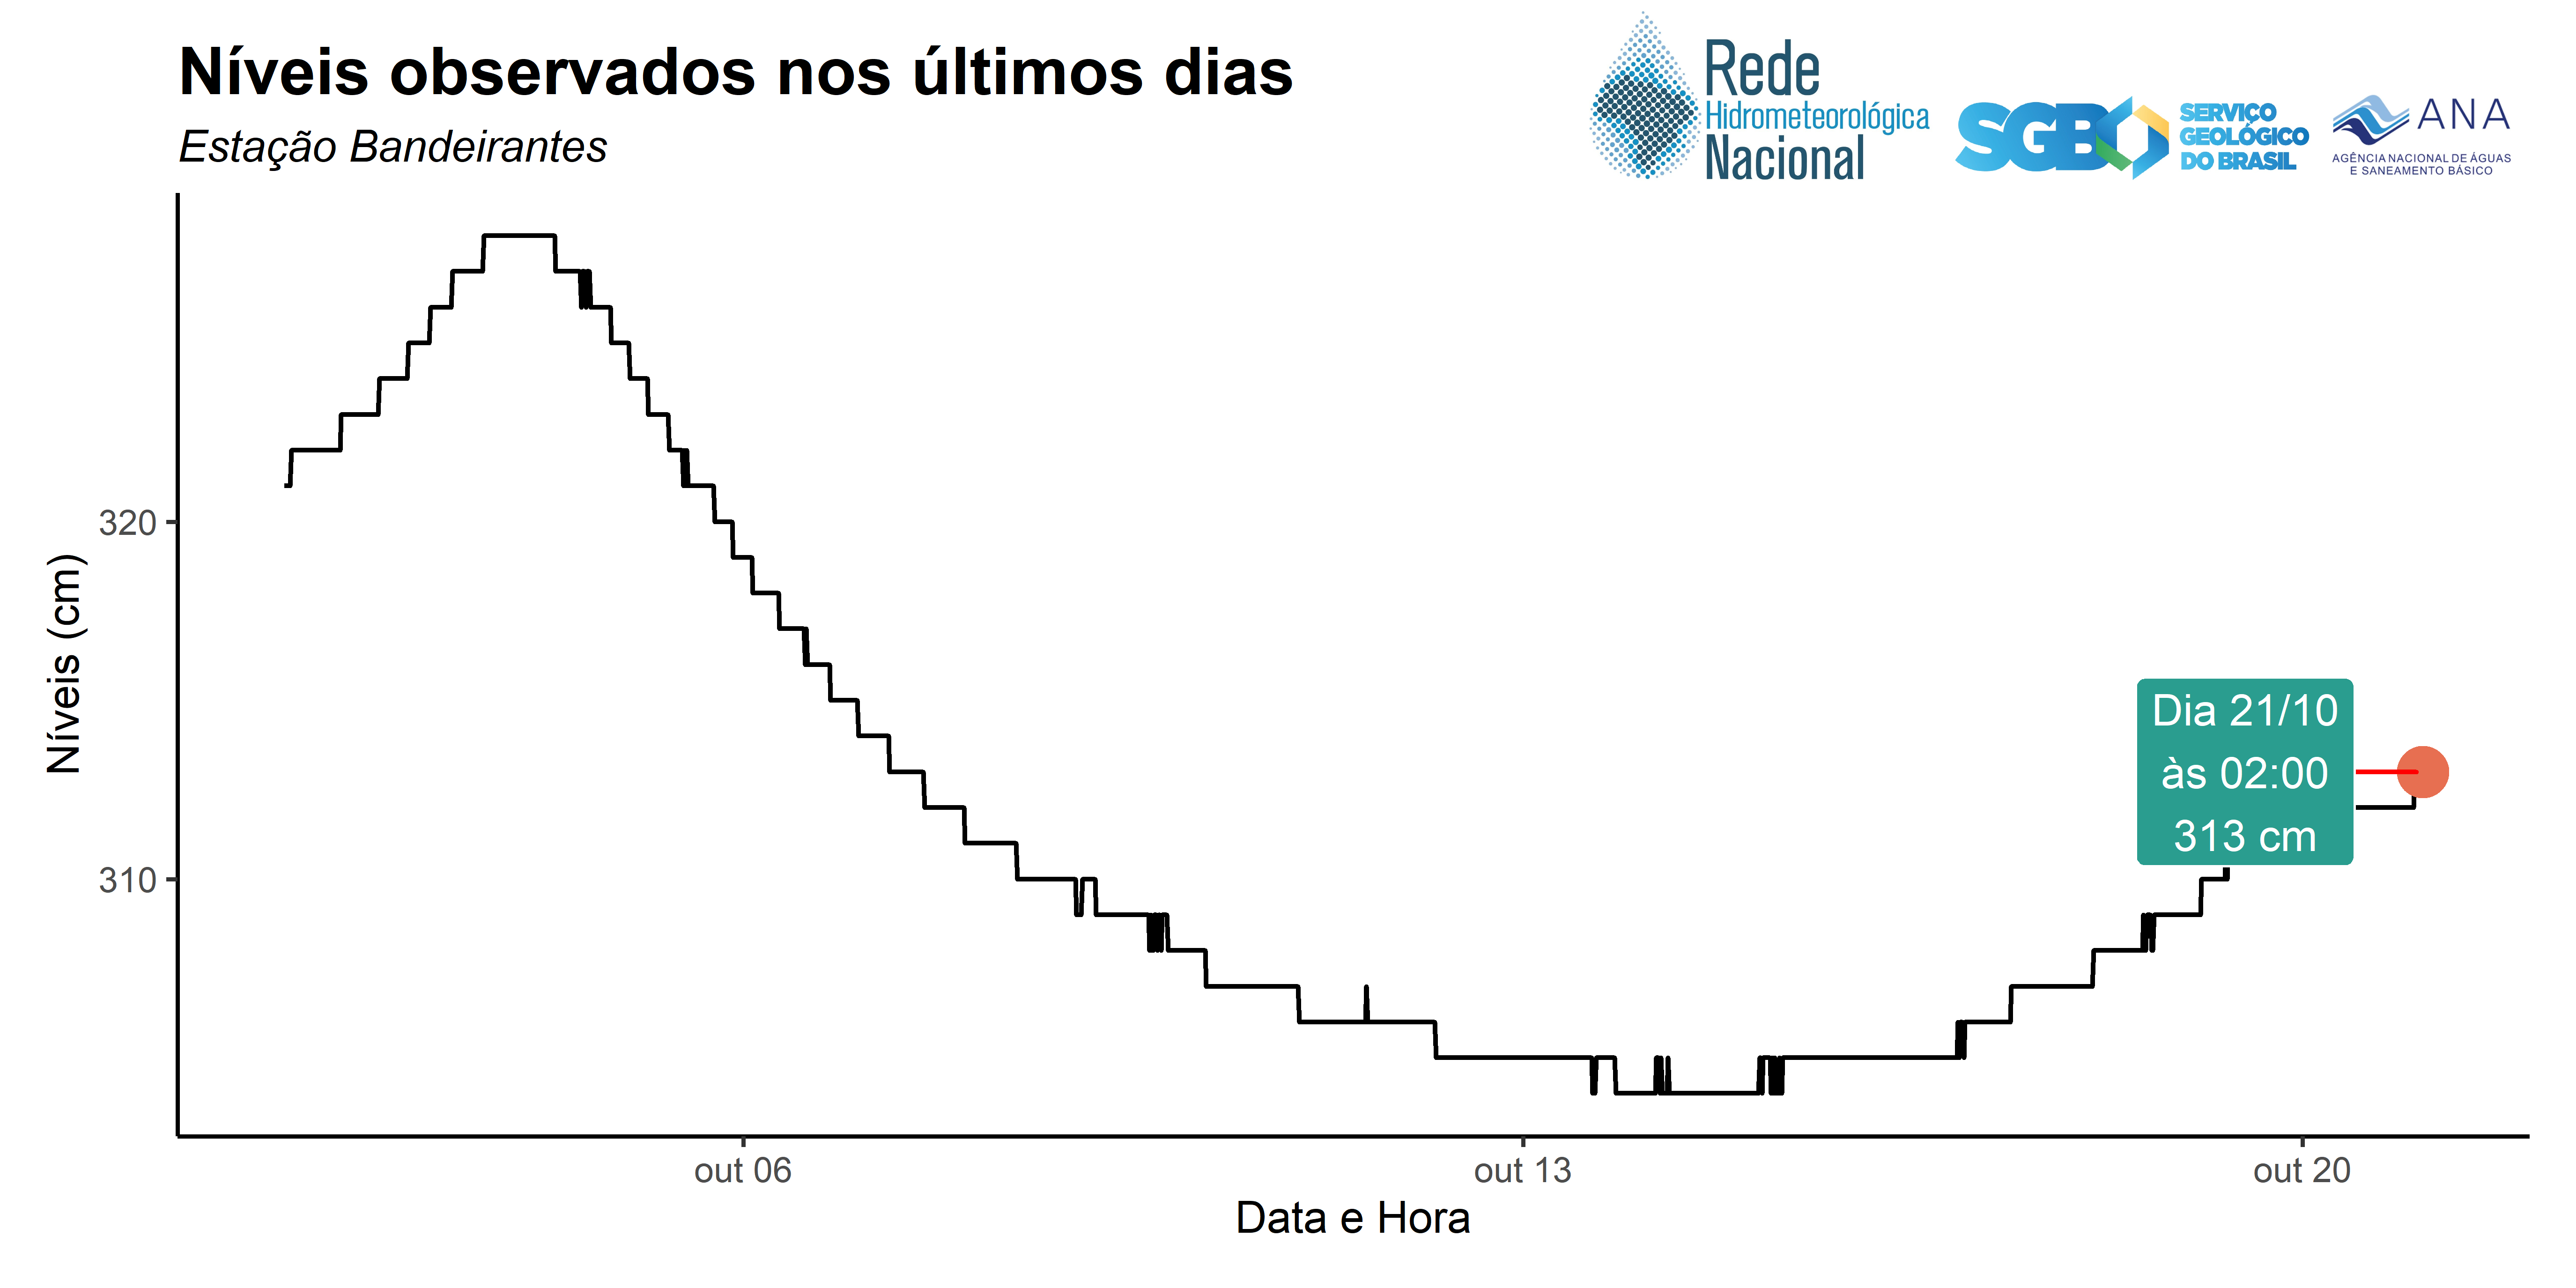 Níveis observados nos últimos dias
Estação Bandeirantes
Rede
Hidrometeorológica
Nacional
SGB
SERVIÇO
GEOLÓGICO
DO BRASIL
ANA
AGÊNCIA NACIONAL DE ÁGUAS
E SANEAMENTO BÁSICO
Níveis (cm)
320
310
Dia 21/10
às 02:00
313 cm
out 06
out 13
out 20
Data e Hora